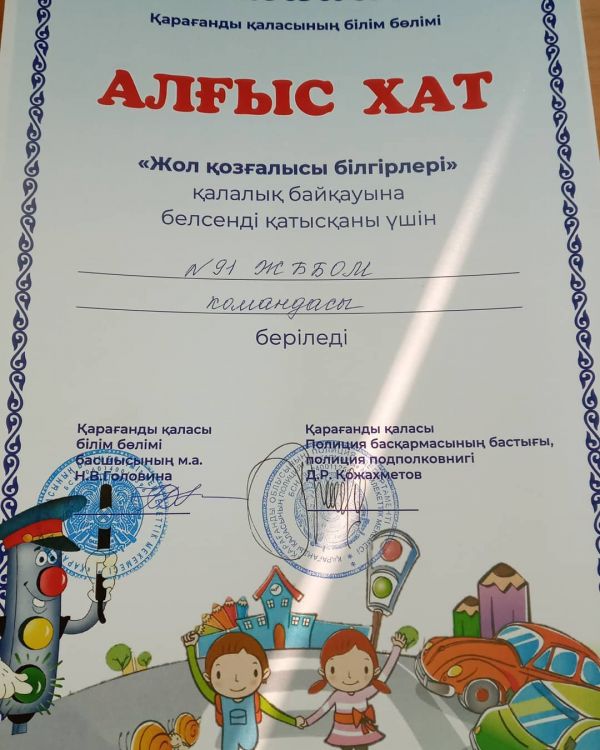 Қарағанды қаласының білім бөлімі
АЛҒЫС ХАТ
«Жол қозғалысы білгірлері»
қалалық байқауына
белсенді қатысқаны үшін
№91 ЖББОМ
командасы
беріледі
Қарағанды қаласы
білім бөлімі
басшысының м.а.
Н.В.Головина
Қарағанды қаласы
Полиция басқармасының бастығы,
полиция подполковнигі
Д.Р. Қожахметов